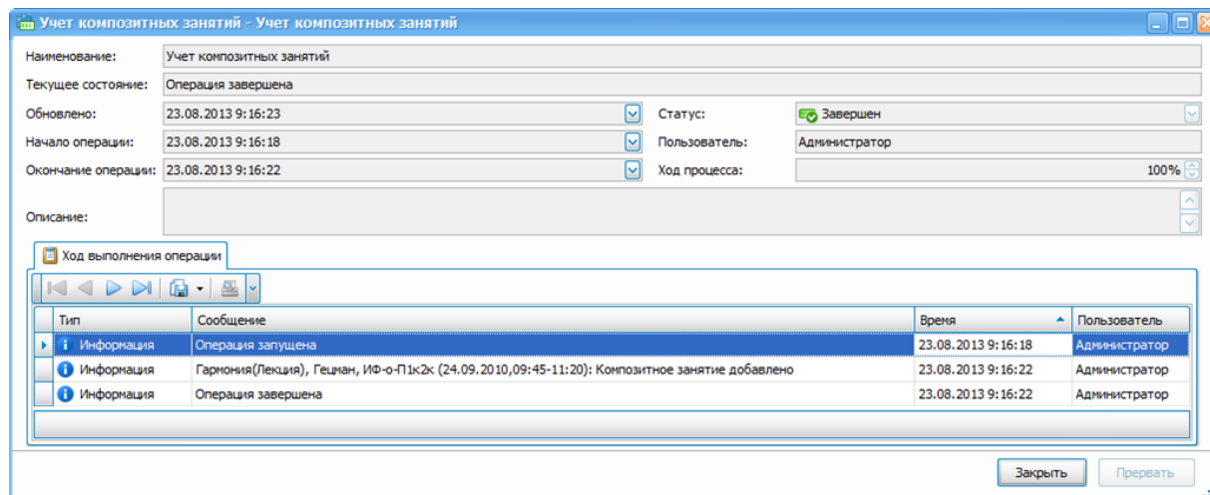 Учет композитных занятий - Учет композитных занятий
Наименование: Учет композитных занятий
Текущее состояние: Операция завершена
Обновлено: 23.08.2013 9:16:23 Статус: Завершен
Начало операции: 23.08.2013 9:16:18 Пользователь: Администратор
Окончание операции: 23.08.2013 9:16:22 Ход процесса: 100%
Описание:
Ход выполнения операции
Тип Сообщение Время Пользователь
Информация Операция запущена 23.08.2013 9:16:18 Администратор
Информация Гармония(Лекция), Гецман, ИФ-о-П1к2к (24.09.2010,09:45-11:20): Композитное занятие добавлено 23.08.2013 9:16:22 Администратор
Информация Операция завершена 23.08.2013 9:16:22 Администратор
Закрыть Прервать